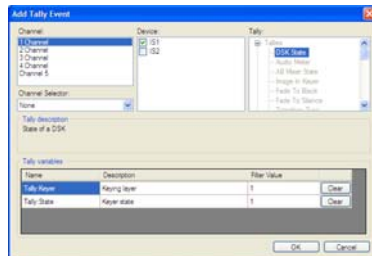 Add Tally Event
Channel:
1 Channel
2 Channel
3 Channel
4 Channel
Channel 5
Channel Selector:
None
Device:
IS1
IS2
Tally:
Tallies
DSK State
Audio Meter
AB Mixer State
Image In Keyer
Fade To Black
Fade To Silence
Tally description
State of a DSK
Tally variables
Name Description Filter Value
Tally.Keyer Keying layer 1 Clear
Tally.State Keyer state 1 Clear
OK Cancel